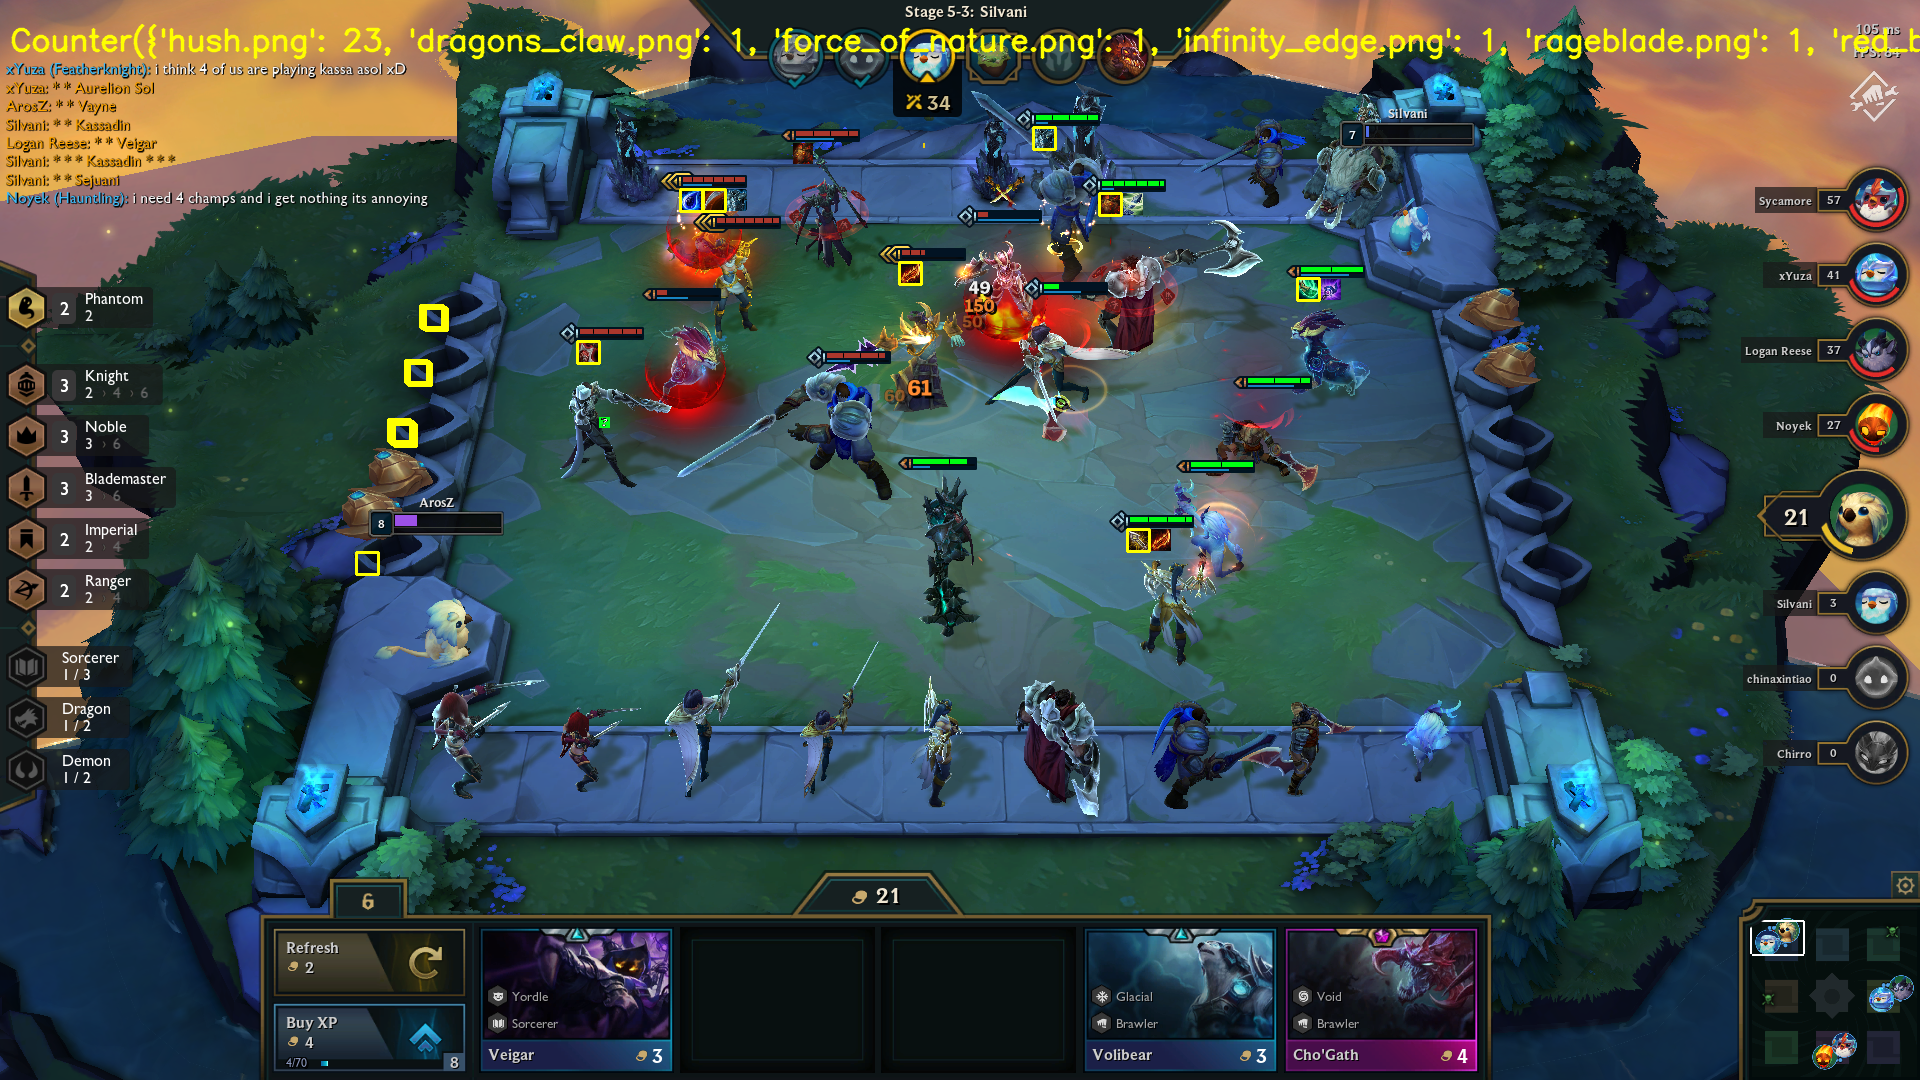 Stage 5-3: Silvani
Counter({'hush.png': 23, 'dragons_claw.png': 1, 'force_of_nature.png': 1, 'infinity_edge.png': 1, 'rageblade.png': 1, 'red_b
105 ms
xYuza (Featherknight): i think 4 of us are playing kassa asol xD
xYuza: * * Aurelion Sol
ArosZ: * * Vayne
Silvani: * * Kassadin
Logan Reese: * * Veigar
Silvani: * * * Kassadin * * *
Silvani: * * Sejuani
Noyek (Hauntling): i need 4 champs and i get nothing its annoying
34
Silvani
7
Sycamore 57
xYuza 41
Logan Reese 37
Noyek 27
21
Silvani 3
chinaxintiao 0
Chirro 0
2 Phantom
2
3 Knight
2 › 4 › 6
3 Noble
3 › 6
3 Blademaster
3 › 6
2 Imperial
2 › 4
2 Ranger
2 › 4
Sorcerer
1 / 3
Dragon
1 / 2
Demon
1 / 2
49
150
50
60 61
ArosZ
8
6
21
Refresh
2
Buy XP
4
4/70
8
Yordle
Sorcerer
Veigar 3
Glacial
Brawler
Volibear 3
Void
Brawler
Cho'Gath 4